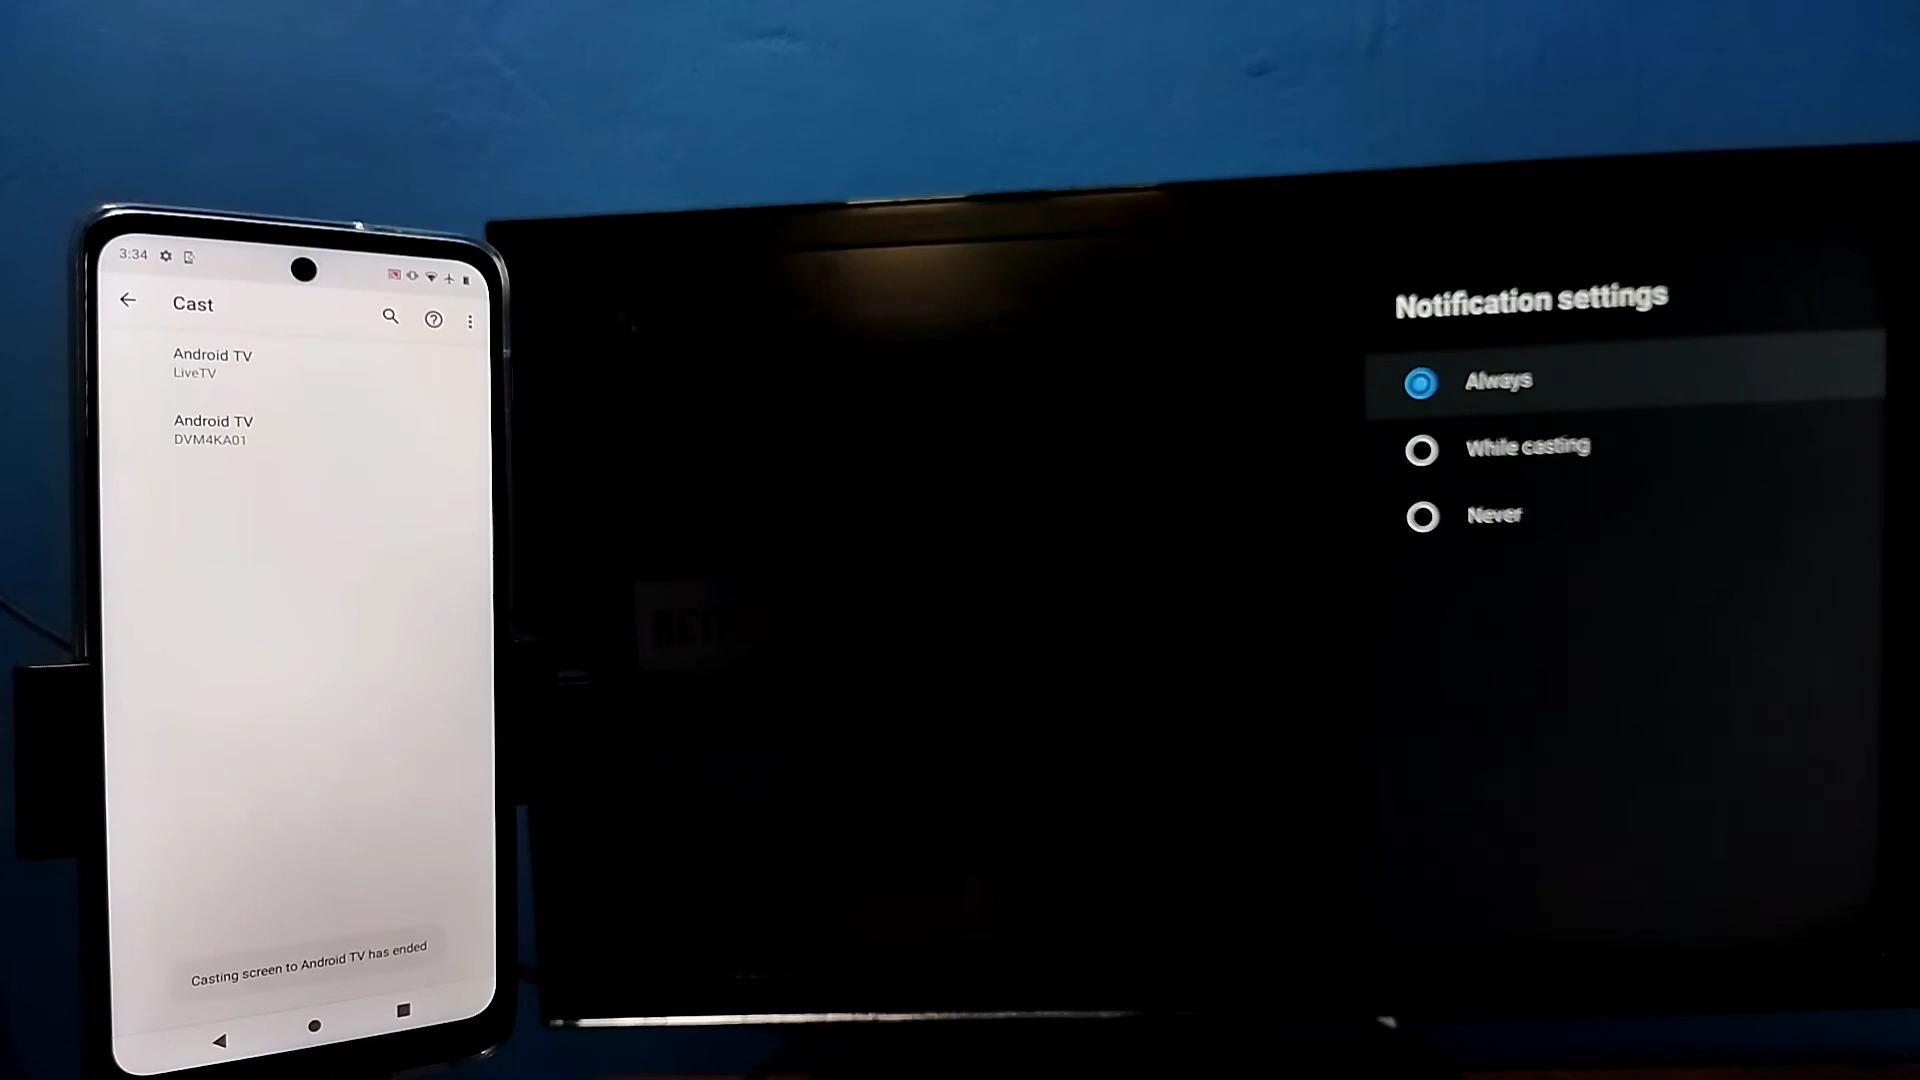 3:34
Cast
Android TV
LiveTV
Android TV
DVM4KA01
Casting screen to Android TV has ended
Notification settings
Always
While casting
Never